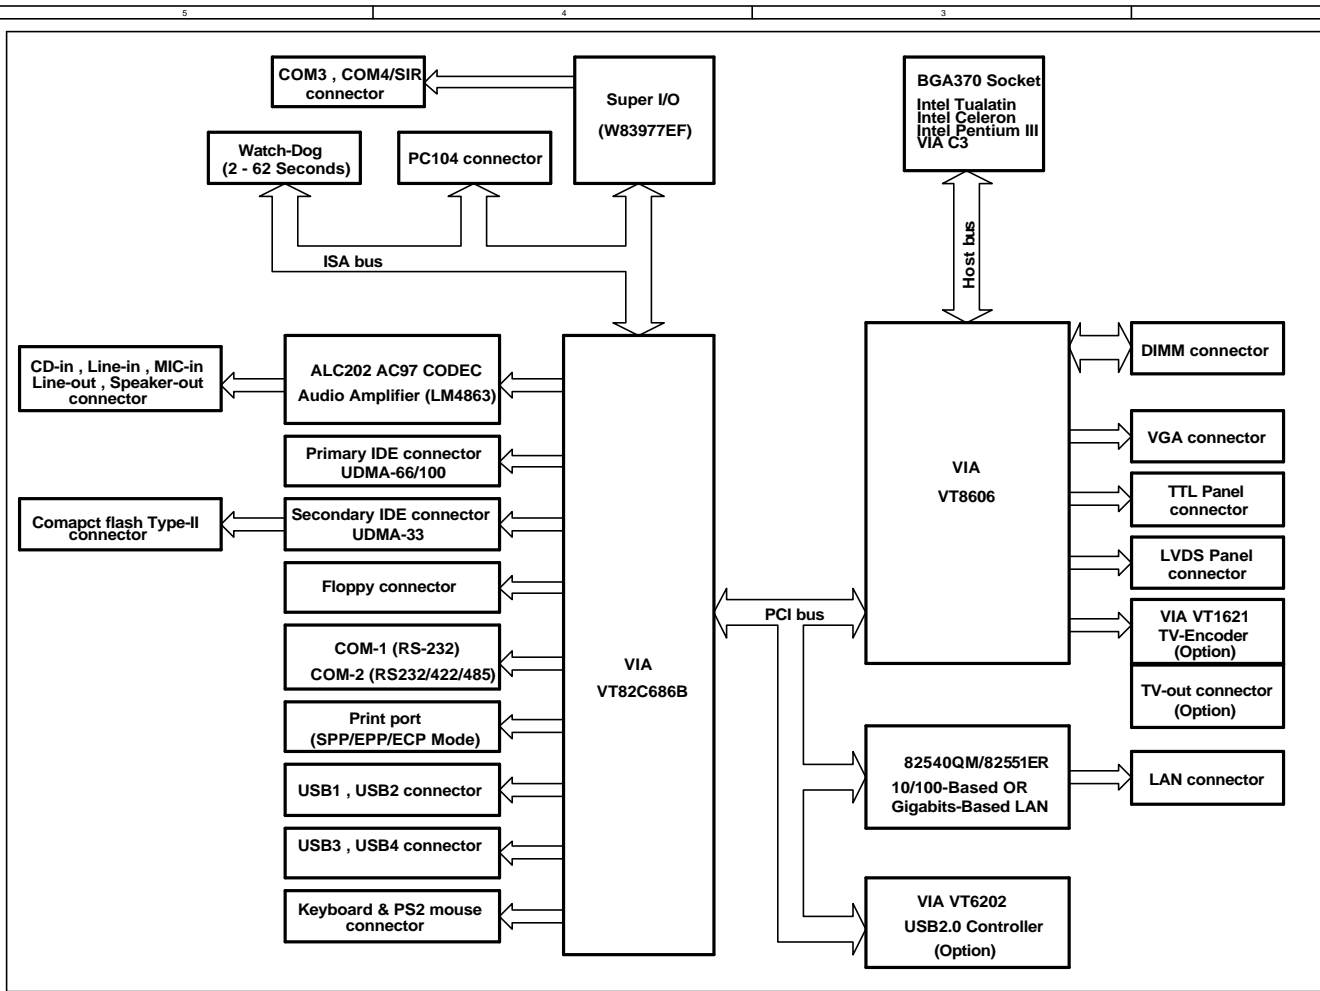 5
4
3
COM3 , COM4/SIR
connector
Super I/O
(W83977EF)
BGA370 Socket
Intel Tualatin
Intel Celeron
Intel Pentium III
VIA C3
Watch-Dog
(2 - 62 Seconds)
PC104 connector
ISA bus
Host bus
CD-in , Line-in , MIC-in
Line-out , Speaker-out
connector
ALC202 AC97 CODEC
Audio Amplifier (LM4863)
Primary IDE connector
UDMA-66/100
Comapct flash Type-II
connector
Secondary IDE connector
UDMA-33
Floppy connector
COM-1 (RS-232)
COM-2 (RS232/422/485)
Print port
(SPP/EPP/ECP Mode)
USB1 , USB2 connector
USB3 , USB4 connector
Keyboard & PS2 mouse
connector
VIA
VT82C686B
PCI bus
VIA
VT8606
DIMM connector
VGA connector
TTL Panel
connector
LVDS Panel
connector
VIA VT1621
TV-Encoder
(Option)
TV-out connector
(Option)
82540QM/82551ER
10/100-Based OR
Gigabits-Based LAN
LAN connector
VIA VT6202
USB2.0 Controller
(Option)